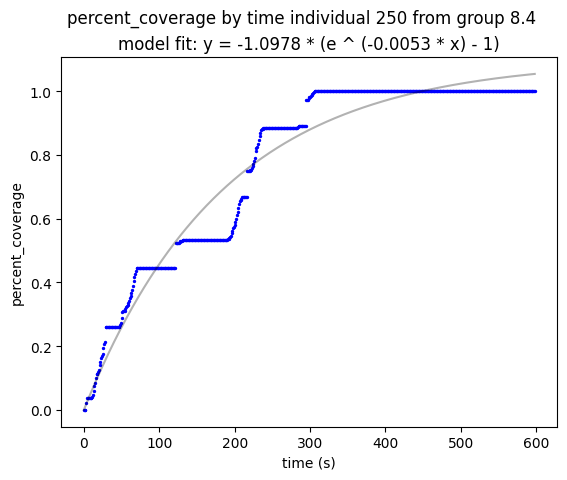 percent_coverage by time individual 250 from group 8.4
model fit: y = -1.0978 * (e ^ (-0.0053 * x) - 1)
1.0
0.8
0.6
0.4
0.2
0.0
percent_coverage
0 100 200 300 400 500 600
time (s)